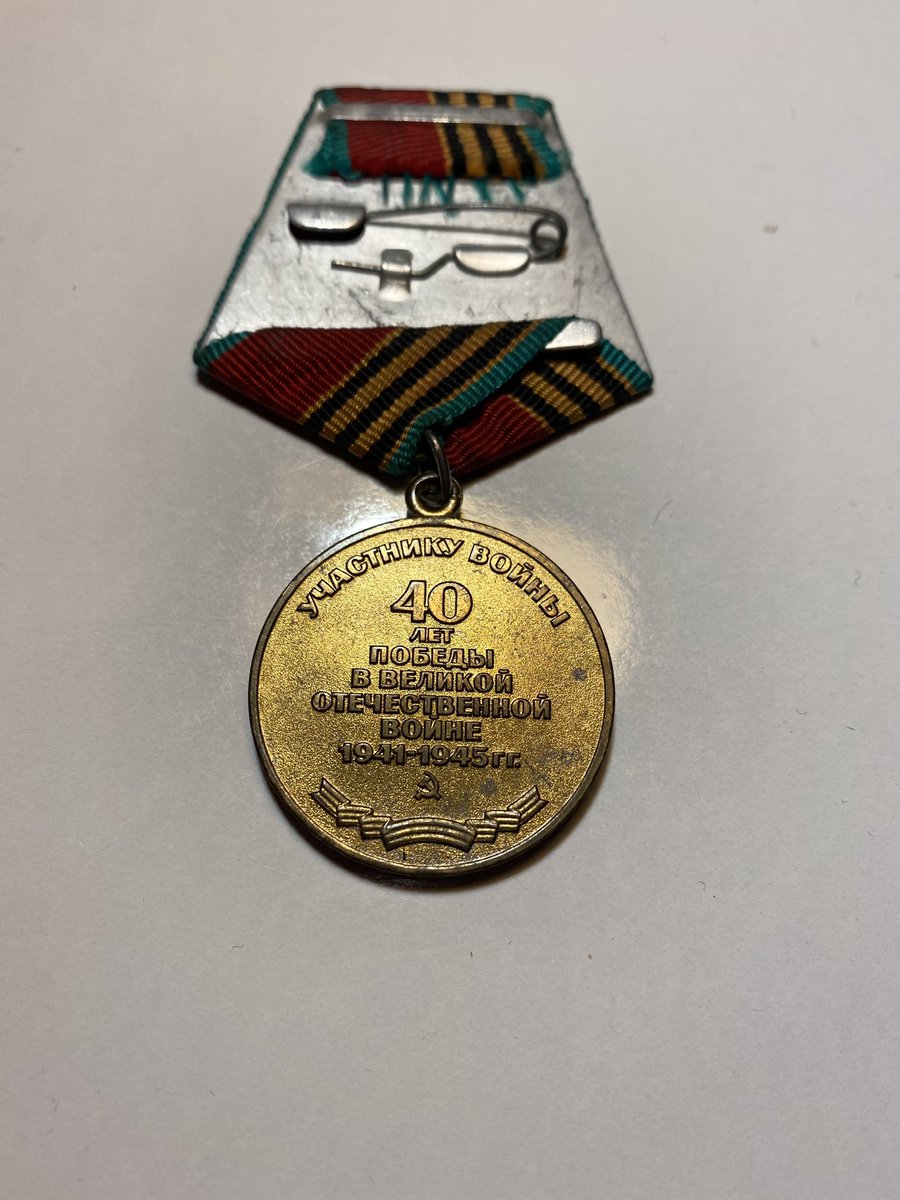 УЧАСТНИКУ ВОЙНЫ
40
ЛЕТ
ПОБЕДЫ
В ВЕЛИКОЙ
ОТЕЧЕСТВЕННОЙ
ВОЙНЕ
1941-1945 гг.